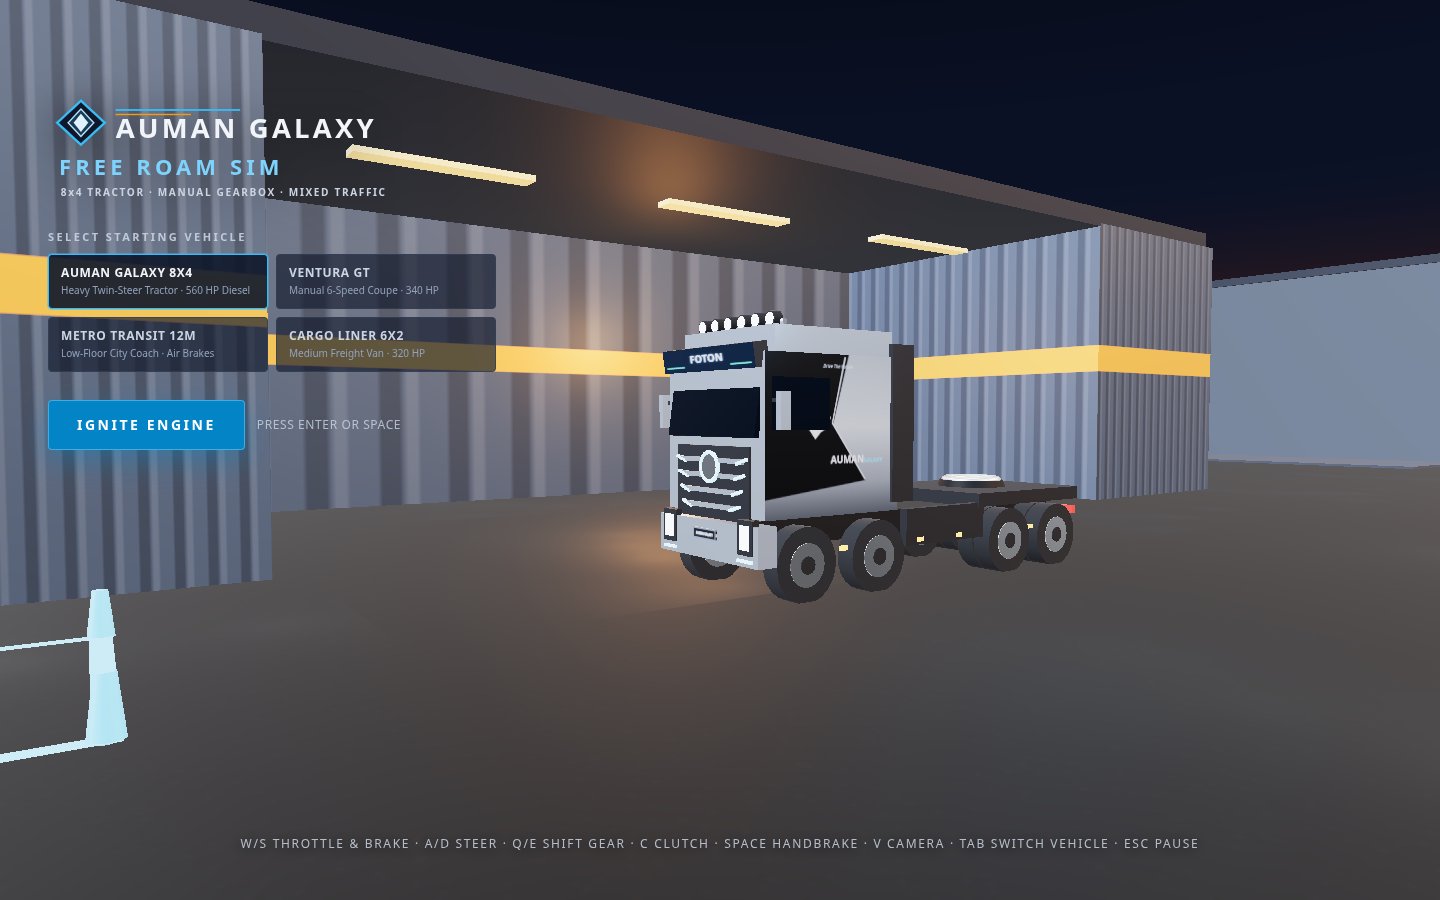 AUMAN GALAXY
FREE ROAM SIM
8x4 TRACTOR · MANUAL GEARBOX · MIXED TRAFFIC
SELECT STARTING VEHICLE
AUMAN GALAXY 8X4
Heavy Twin-Steer Tractor · 560 HP Diesel
VENTURA GT
Manual 6-Speed Coupe · 340 HP
METRO TRANSIT 12M
Low-Floor City Coach · Air Brakes
CARGO LINER 6X2
Medium Freight Van · 320 HP
IGNITE ENGINE
PRESS ENTER OR SPACE
FOTON
Drive The
AUMAN
W/S THROTTLE & BRAKE · A/D STEER · Q/E SHIFT GEAR · C CLUTCH · SPACE HANDBRAKE · V CAMERA · TAB SWITCH VEHICLE · ESC PAUSE